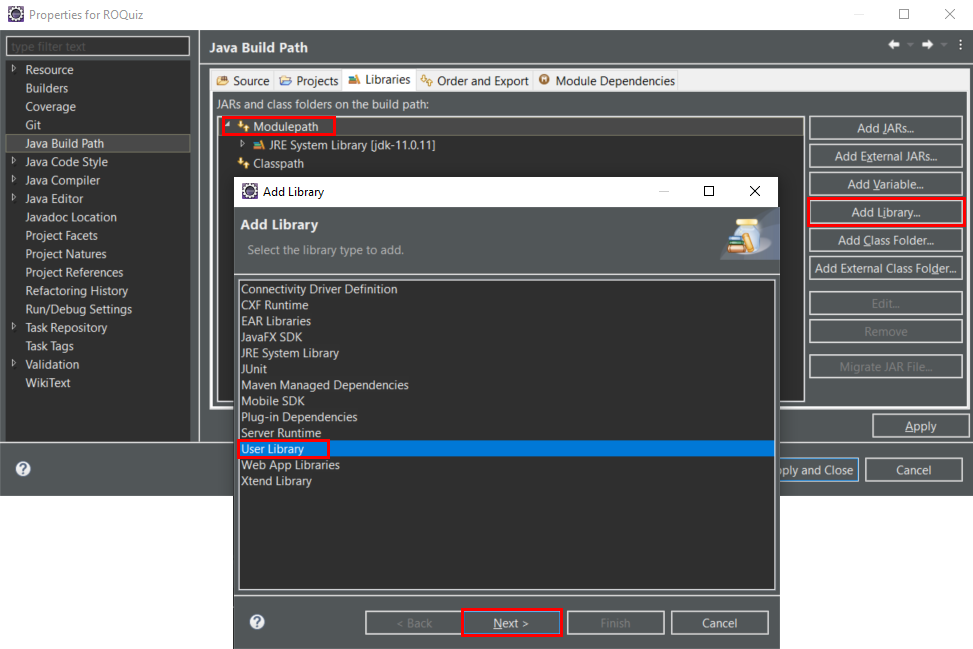 Properties for ROQuiz
type filter text
Resource
Builders
Coverage
Git
Java Build Path
Java Code Style
Java Compiler
Java Editor
Javadoc Location
Project Facets
Project Natures
Project References
Refactoring History
Run/Debug Settings
Task Repository
Task Tags
Validation
WikiText
Java Build Path
Source Projects Libraries Order and Export Module Dependencies
JARs and class folders on the build path:
Modulepath
JRE System Library [jdk-11.0.11]
Classpath
Add JARs...
Add External JARs...
Add Variable...
Add Library...
Add Class Folder...
Add External Class Folder...
Edit...
Remove
Migrate JAR File...
Apply
and Close
Cancel
Add Library
Add Library
Select the library type to add.
Connectivity Driver Definition
CXF Runtime
EAR Libraries
JavaFX SDK
JRE System Library
JUnit
Maven Managed Dependencies
Mobile SDK
Plug-in Dependencies
Server Runtime
User Library
Web App Libraries
Xtend Library
< Back Next > Finish Cancel